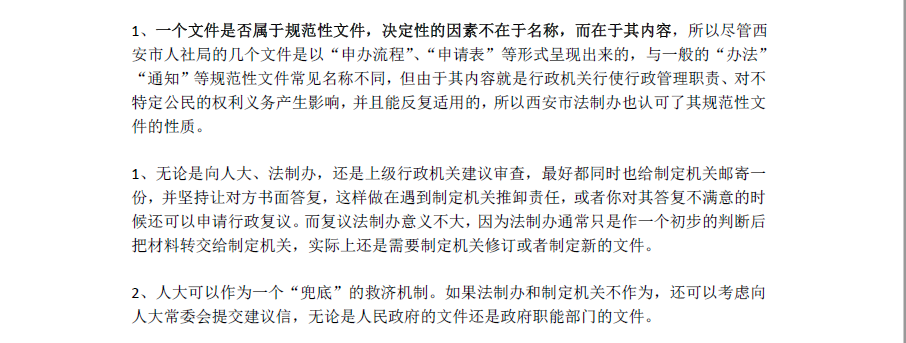 1、一个文件是否属于规范性文件，决定性的因素不在于名称，而在于其内容，所以尽管西
安市人社局的几个文件是以“申办流程”、“申请表”等形式呈现出来的，与一般的“办法”
“通知”等规范性文件常见名称不同，但由于其内容就是行政机关行使行政管理职责、对不
特定公民的权利义务产生影响，并且能反复适用的，所以西安市法制办也认可了其规范性文
件的性质。
1、无论是向人大、法制办，还是上级行政机关建议审查，最好都同时也给制定机关邮寄一
份，并坚持让对方书面答复，这样做在遇到制定机关推卸责任，或者你对其答复不满意的时
候还可以申请行政复议。而复议法制办意义不大，因为法制办通常只是作一个初步的判断后
把材料转交给制定机关，实际上还是需要制定机关修订或者制定新的文件。
2、人大可以作为一个“兜底”的救济机制。如果法制办和制定机关不作为，还可以考虑向
人大常委会提交建议信，无论是人民政府的文件还是政府职能部门的文件。